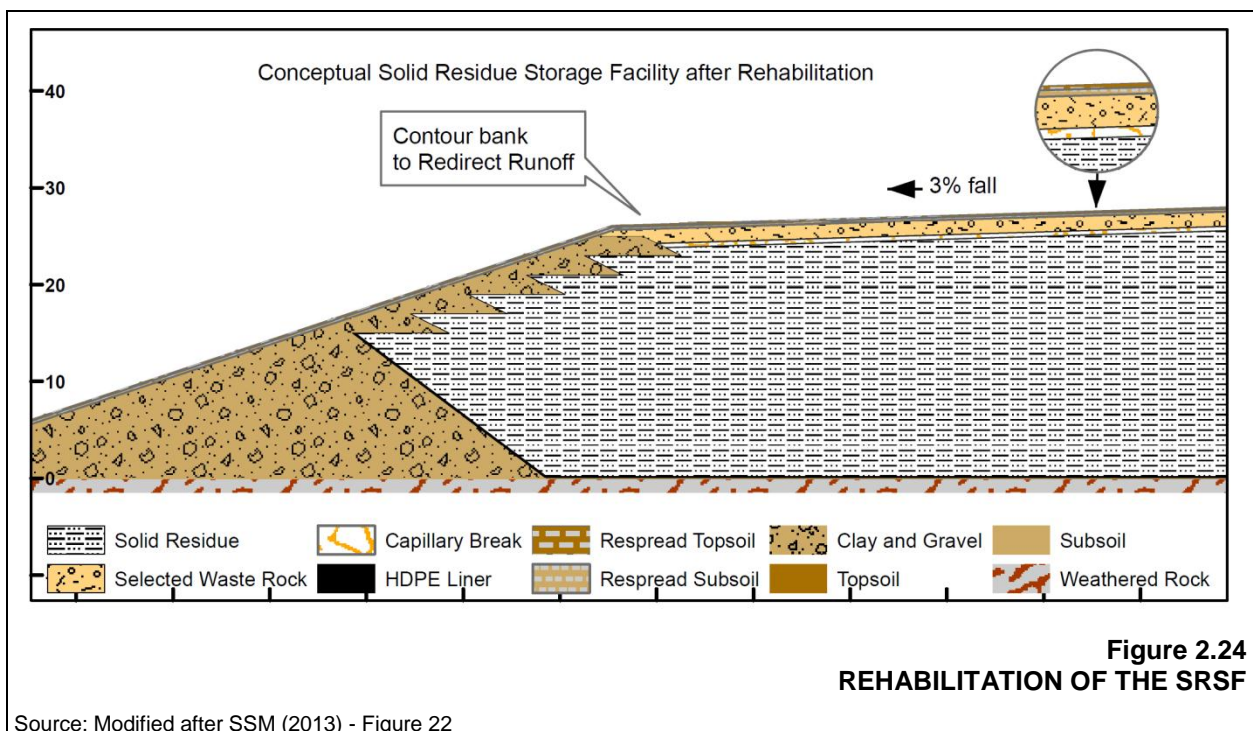 Conceptual Solid Residue Storage Facility after Rehabilitation
40
Contour bank
to Redirect Runoff
30
3% fall
20
10
0
Solid Residue
Capillary Break
Respread Topsoil
Clay and Gravel
Subsoil
Selected Waste Rock
HDPE Liner
Respread Subsoil
Topsoil
Weathered Rock
Figure 2.24
REHABILITATION OF THE SRSF
Source: Modified after SSM (2013) - Figure 22